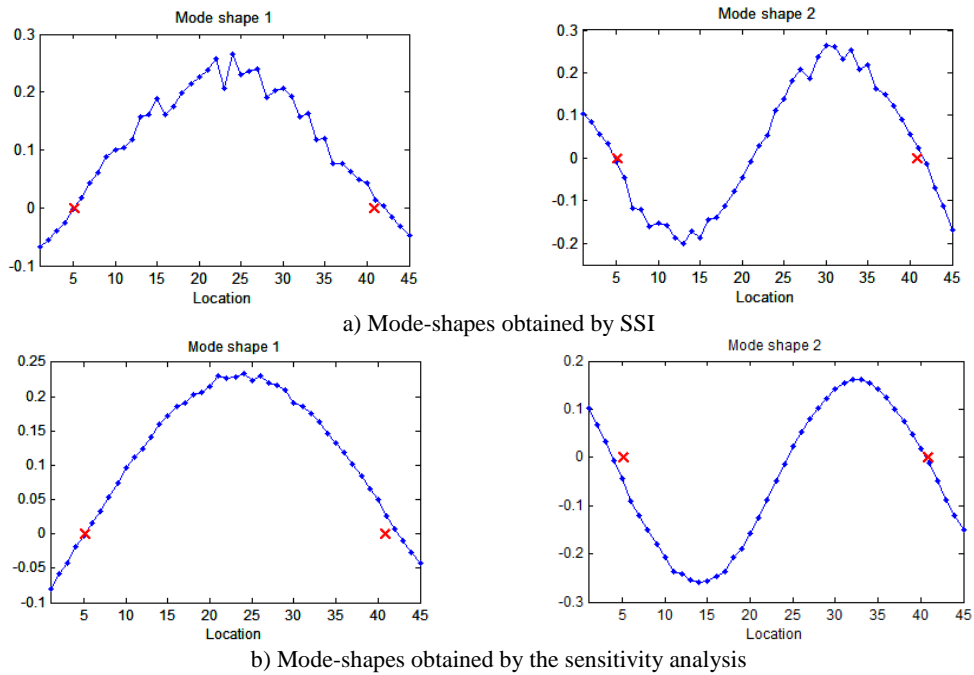 Mode shape 1
0.3
0.2
0.1
0
-0.1
5 10 15 20 25 30 35 40 45
Location
Mode shape 2
0.3
0.2
0.1
0
-0.1
-0.2
5 10 15 20 25 30 35 40 45
Location
a) Mode-shapes obtained by SSI
Mode shape 1
0.25
0.2
0.15
0.1
0.05
0
-0.05
-0.1
5 10 15 20 25 30 35 40 45
Location
Mode shape 2
0.2
0.1
0
-0.1
-0.2
-0.3
5 10 15 20 25 30 35 40 45
Location
b) Mode-shapes obtained by the sensitivity analysis